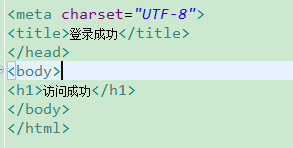 <meta charset="UTF-8">
<title>登录成功</title>
</head>
<body>
<h1>访问成功</h1>
</body>
</html>